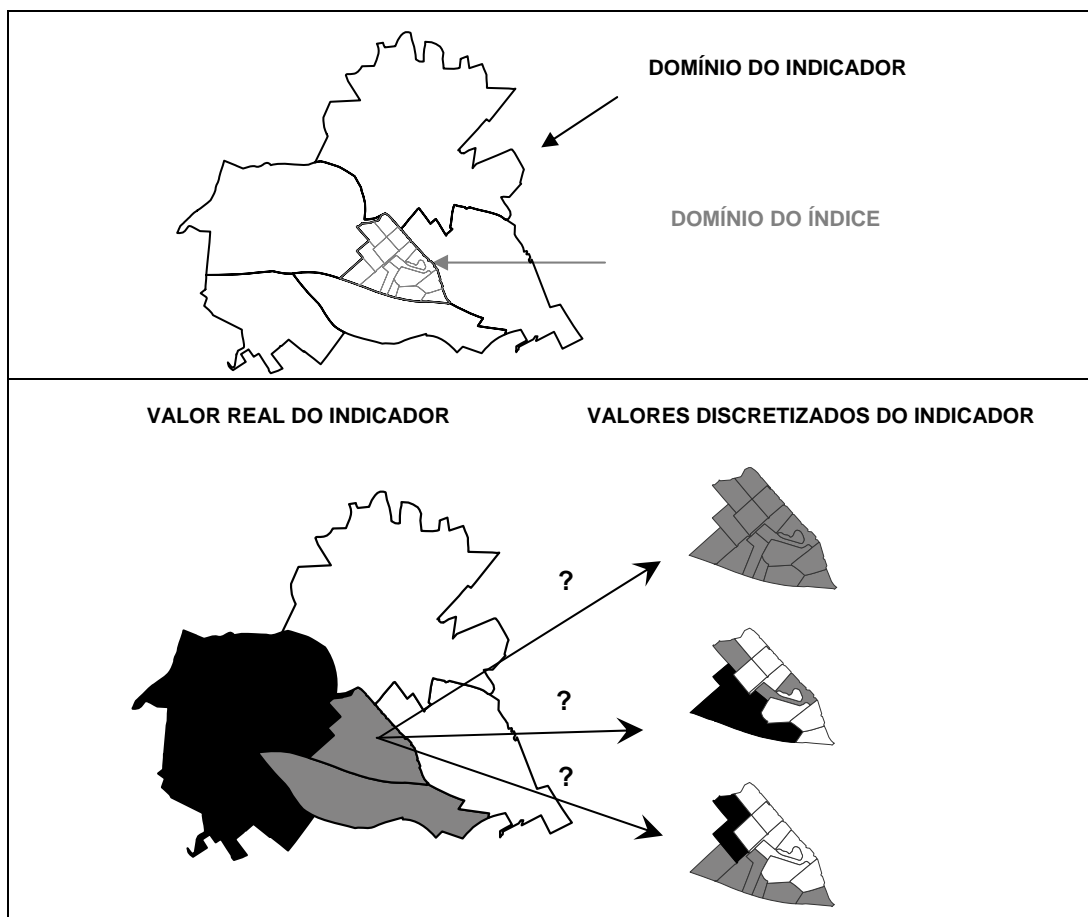 DOMÍNIO DO INDICADOR
DOMÍNIO DO ÍNDICE
VALOR REAL DO INDICADOR
VALORES DISCRETIZADOS DO INDICADOR
?
?
?